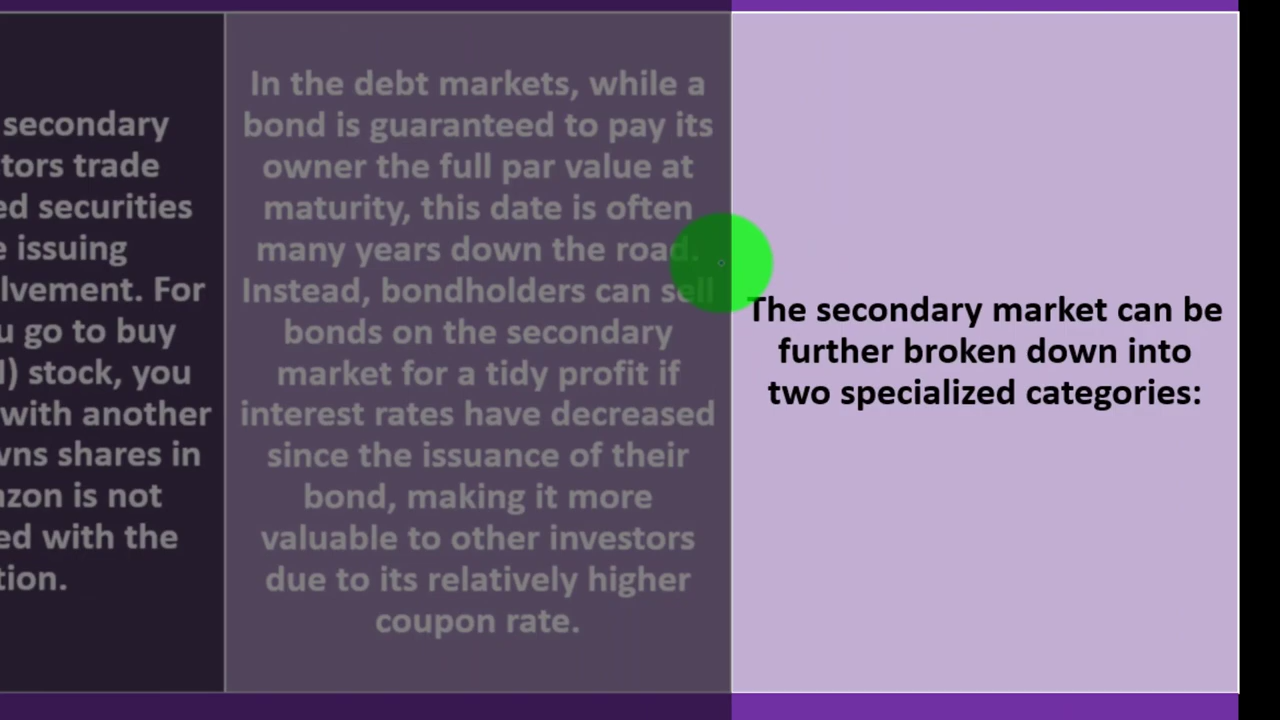 secondary
tors trade
ed securities
e issuing
lvement. For
u go to buy
) stock, you
with another
wns shares in
azon is not
ed with the
tion.
In the debt markets, while a
bond is guaranteed to pay its
owner the full par value at
maturity, this date is often
many years down the road.
Instead, bondholders can sell
bonds on the secondary
market for a tidy profit if
interest rates have decreased
since the issuance of their
bond, making it more
valuable to other investors
due to its relatively higher
coupon rate.
The secondary market can be
further broken down into
two specialized categories: